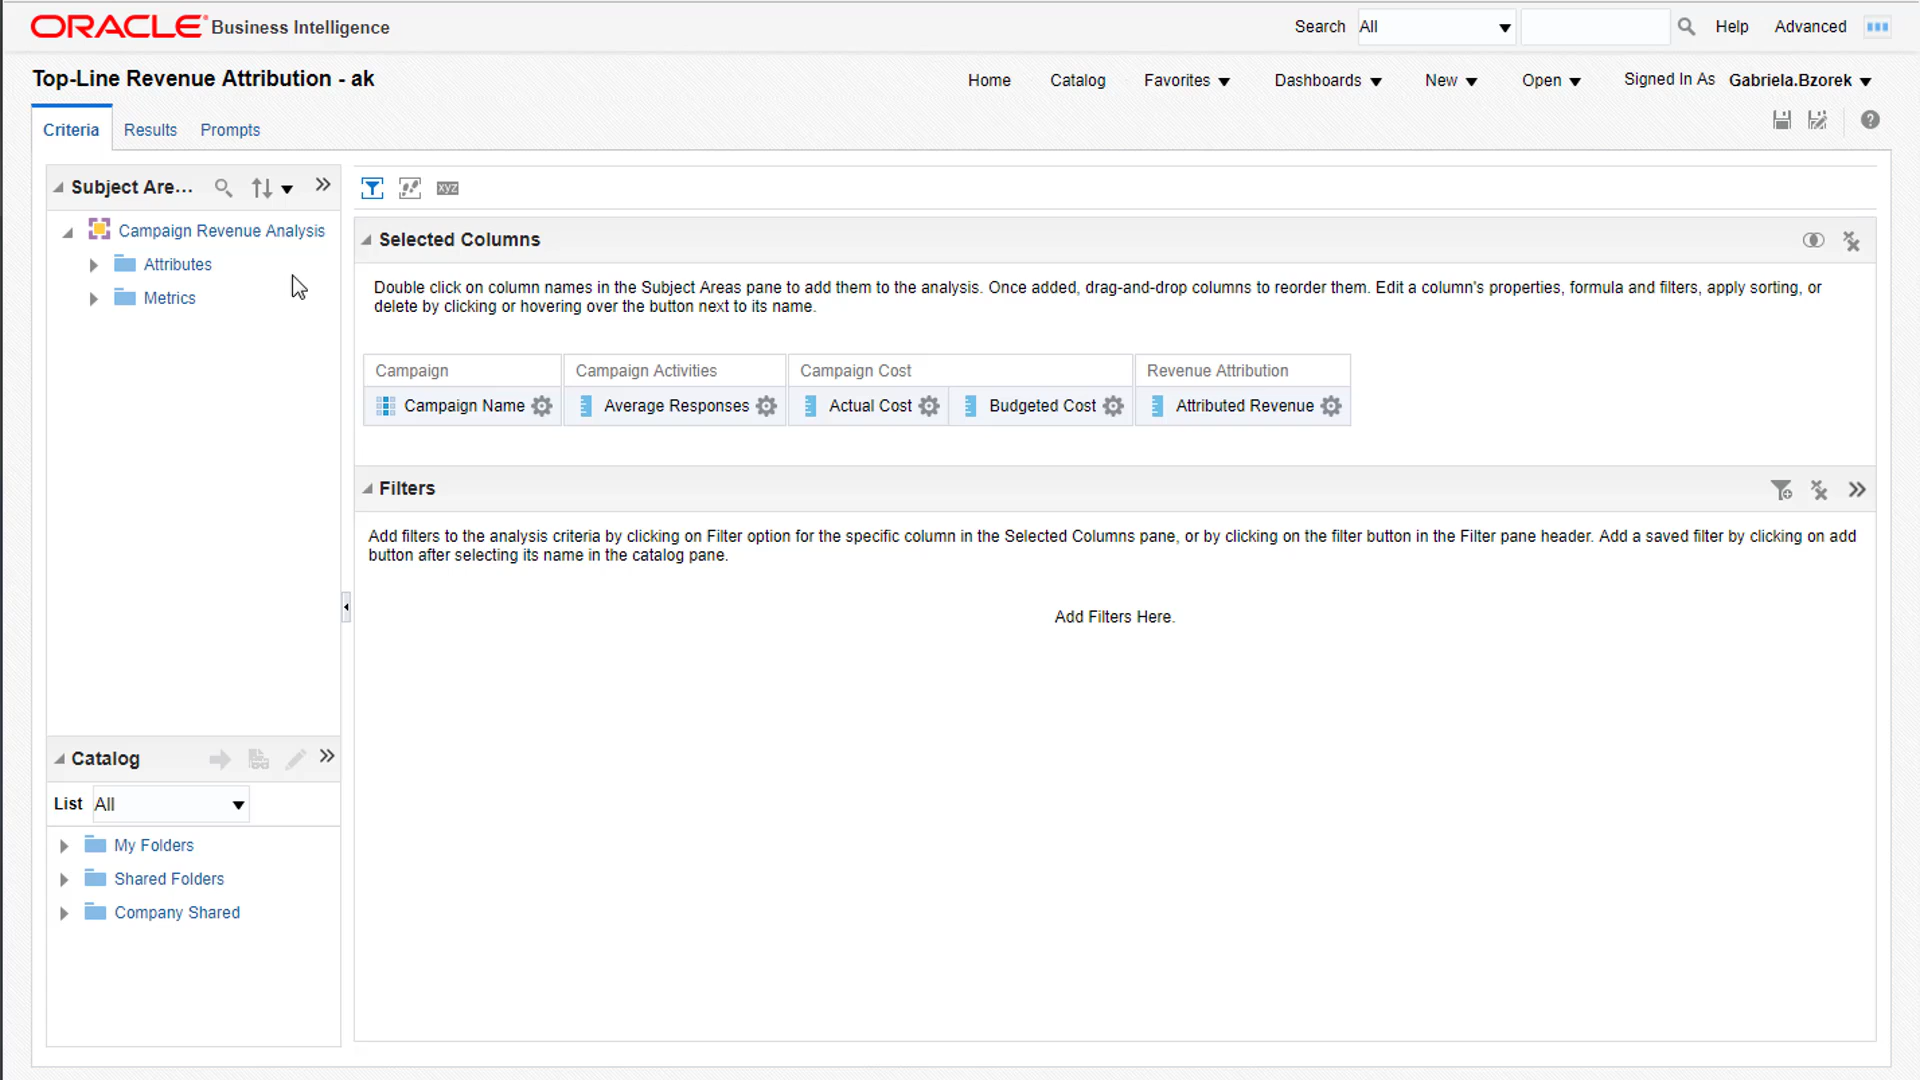 ORACLE Business Intelligence
Search All Help Advanced
Top-Line Revenue Attribution - ak
Home Catalog Favorites Dashboards New Open Signed In As Gabriela.Bzorek
Criteria Results Prompts
Subject Are...
Campaign Revenue Analysis
Attributes
Metrics
xyz
Selected Columns
Double click on column names in the Subject Areas pane to add them to the analysis. Once added, drag-and-drop columns to reorder them. Edit a column's properties, formula and filters, apply sorting, or
delete by clicking or hovering over the button next to its name.
Campaign Campaign Activities Campaign Cost Revenue Attribution
Campaign Name Average Responses Actual Cost Budgeted Cost Attributed Revenue
Filters
Add filters to the analysis criteria by clicking on Filter option for the specific column in the Selected Columns pane, or by clicking on the filter button in the Filter pane header. Add a saved filter by clicking on add
button after selecting its name in the catalog pane.
Add Filters Here.
Catalog
List All
My Folders
Shared Folders
Company Shared